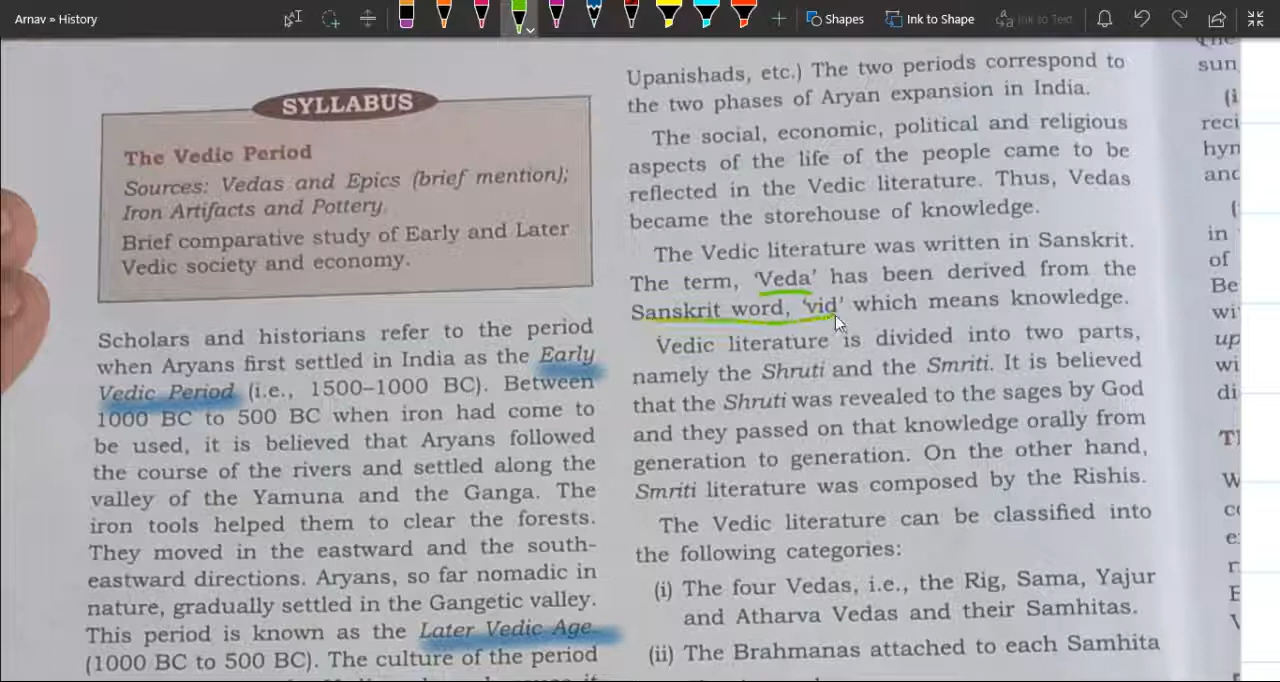 Arnav » History
Shapes
Ink to Shape
Ink to Text
SYLLABUS
The Vedic Period
Sources: Vedas and Epics (brief mention);
Iron Artifacts and Pottery.
Brief comparative study of Early and Later
Vedic society and economy.
Scholars and historians refer to the period
when Aryans first settled in India as the Early
Vedic Period (i.e., 1500–1000 BC). Between
1000 BC to 500 BC when iron had come to
be used, it is believed that Aryans followed
the course of the rivers and settled along the
valley of the Yamuna and the Ganga. The
iron tools helped them to clear the forests.
They moved in the eastward and the south-
eastward directions. Aryans, so far nomadic in
nature, gradually settled in the Gangetic valley.
This period is known as the Later Vedic Age
(1000 BC to 500 BC). The culture of the period
Upanishads, etc.) The two periods correspond to
the two phases of Aryan expansion in India.
The social, economic, political and religious
aspects of the life of the people came to be
reflected in the Vedic literature. Thus, Vedas
became the storehouse of knowledge.
The Vedic literature was written in Sanskrit.
The term, ‘Veda’ has been derived from the
Sanskrit word, ‘vid’ which means knowledge.
Vedic literature is divided into two parts,
namely the Shruti and the Smriti. It is believed
that the Shruti was revealed to the sages by God
and they passed on that knowledge orally from
generation to generation. On the other hand,
Smriti literature was composed by the Rishis.
The Vedic literature can be classified into
the following categories:
(i) The four Vedas, i.e., the Rig, Sama, Yajur
and Atharva Vedas and their Samhitas.
(ii) The Brahmanas attached to each Samhita
sun
(i
reci
hyn
and
(
in
of
Be
wi
up
wi
di